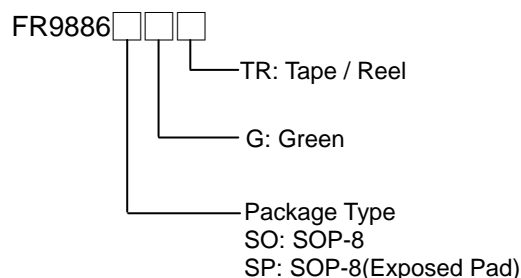 FR9886
TR: Tape / Reel
G: Green
Package Type
SO: SOP-8
SP: SOP-8(Exposed Pad)